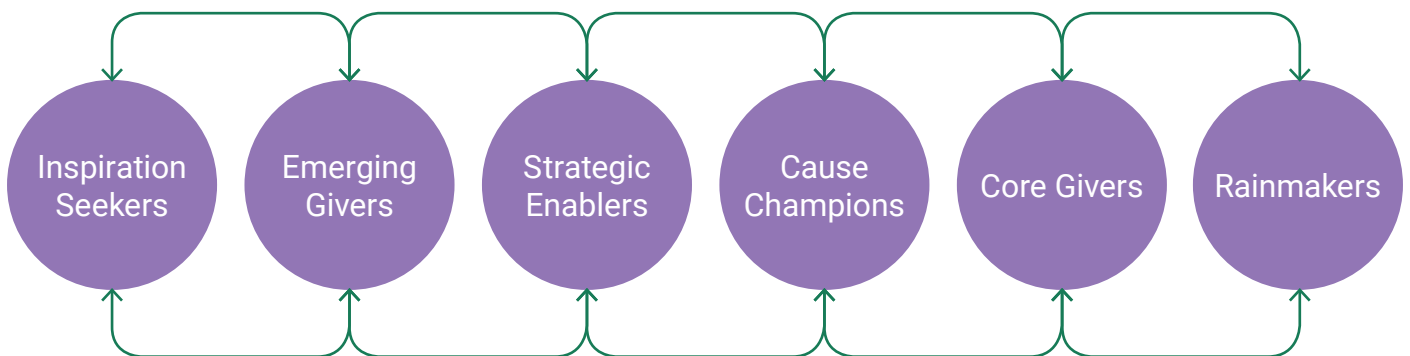 Inspiration
Seekers
Emerging
Givers
Strategic
Enablers
Cause
Champions
Core Givers
Rainmakers